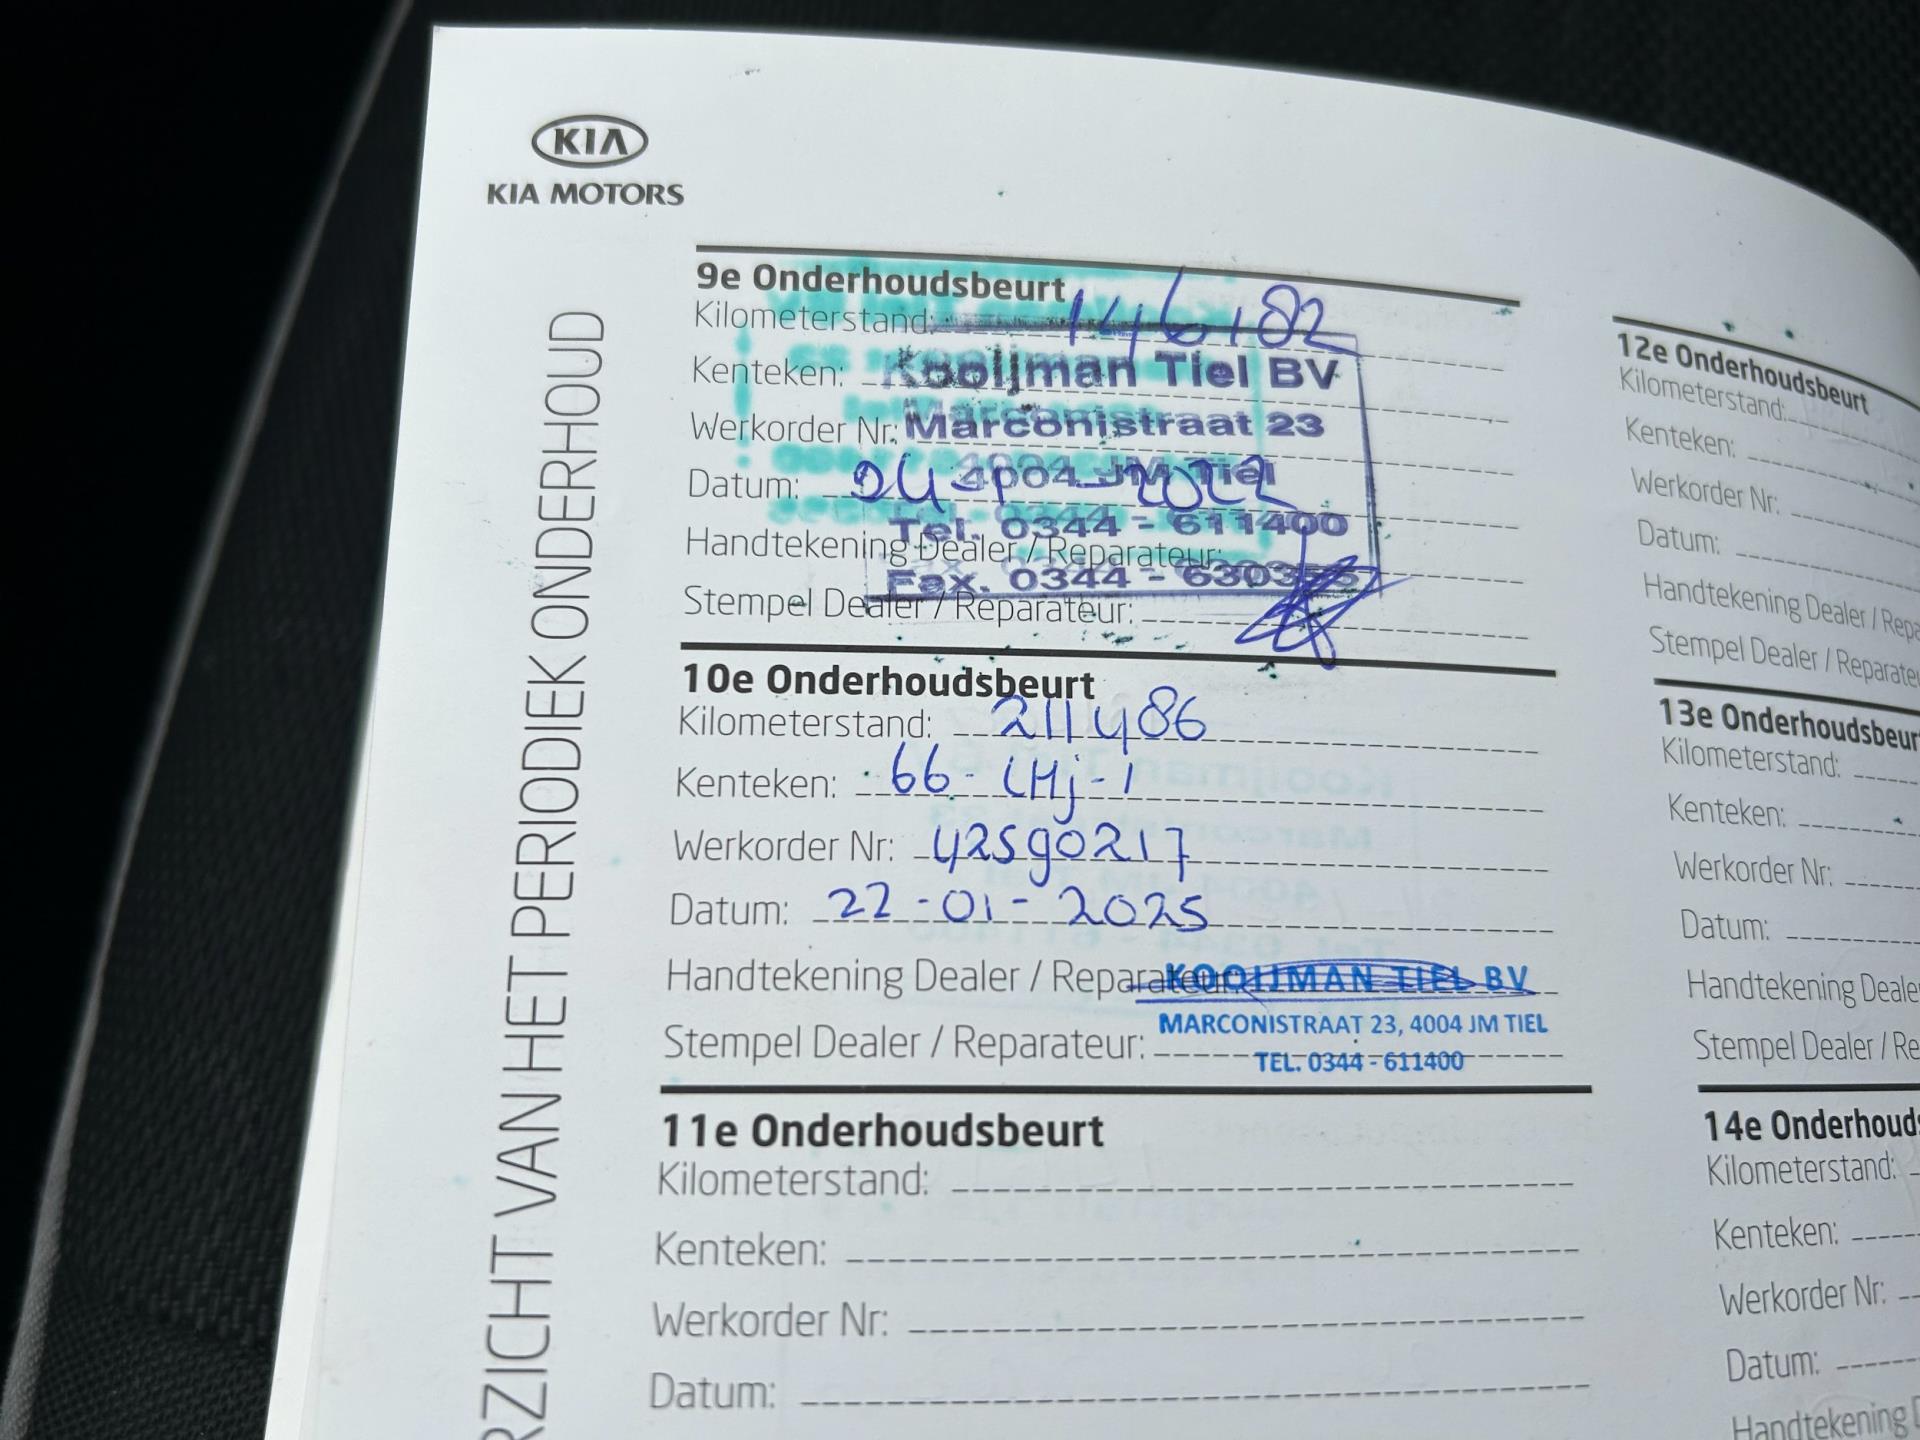 KIA
KIA MOTORS
OVERZICHT VAN HET PERIODIEK ONDERHOUD
9e Onderhoudsbeurt
Kilometerstand: 146182
Kenteken:
Kooijman Tiel BV
Werkorder Nr:
Marconistraat 23
4004 JM Tiel
Datum: 2022
Tel. 0344 - 611400
Handtekening Dealer / Reparateur:
Fax. 0344 -
Stempel Dealer / Reparateur:
10e Onderhoudsbeurt
Kilometerstand: 211486
Kenteken: 66-LHJ-1
Werkorder Nr: 42590217
Datum: 22-01-2025
Handtekening Dealer / Reparateur:
KOOIJMAN TIEL BV
MARCONISTRAAT 23, 4004 JM TIEL
Stempel Dealer / Reparateur:
TEL. 0344 - 611400
11e Onderhoudsbeurt
Kilometerstand:
Kenteken:
Werkorder Nr:
Datum:
12e Onderhoudsbeurt
Kilometerstand:
Kenteken:
Werkorder Nr:
Datum:
Handtekening Dealer / Repa
Stempel Dealer / Reparateu
13e Onderhoudsbeur
Kilometerstand:
Kenteken:
Werkorder Nr:
Datum:
Handtekening Deale
Stempel Dealer / Re
14e Onderhouds
Kilometerstand:
Kenteken:
Werkorder Nr:
Datum:
Handtekening D